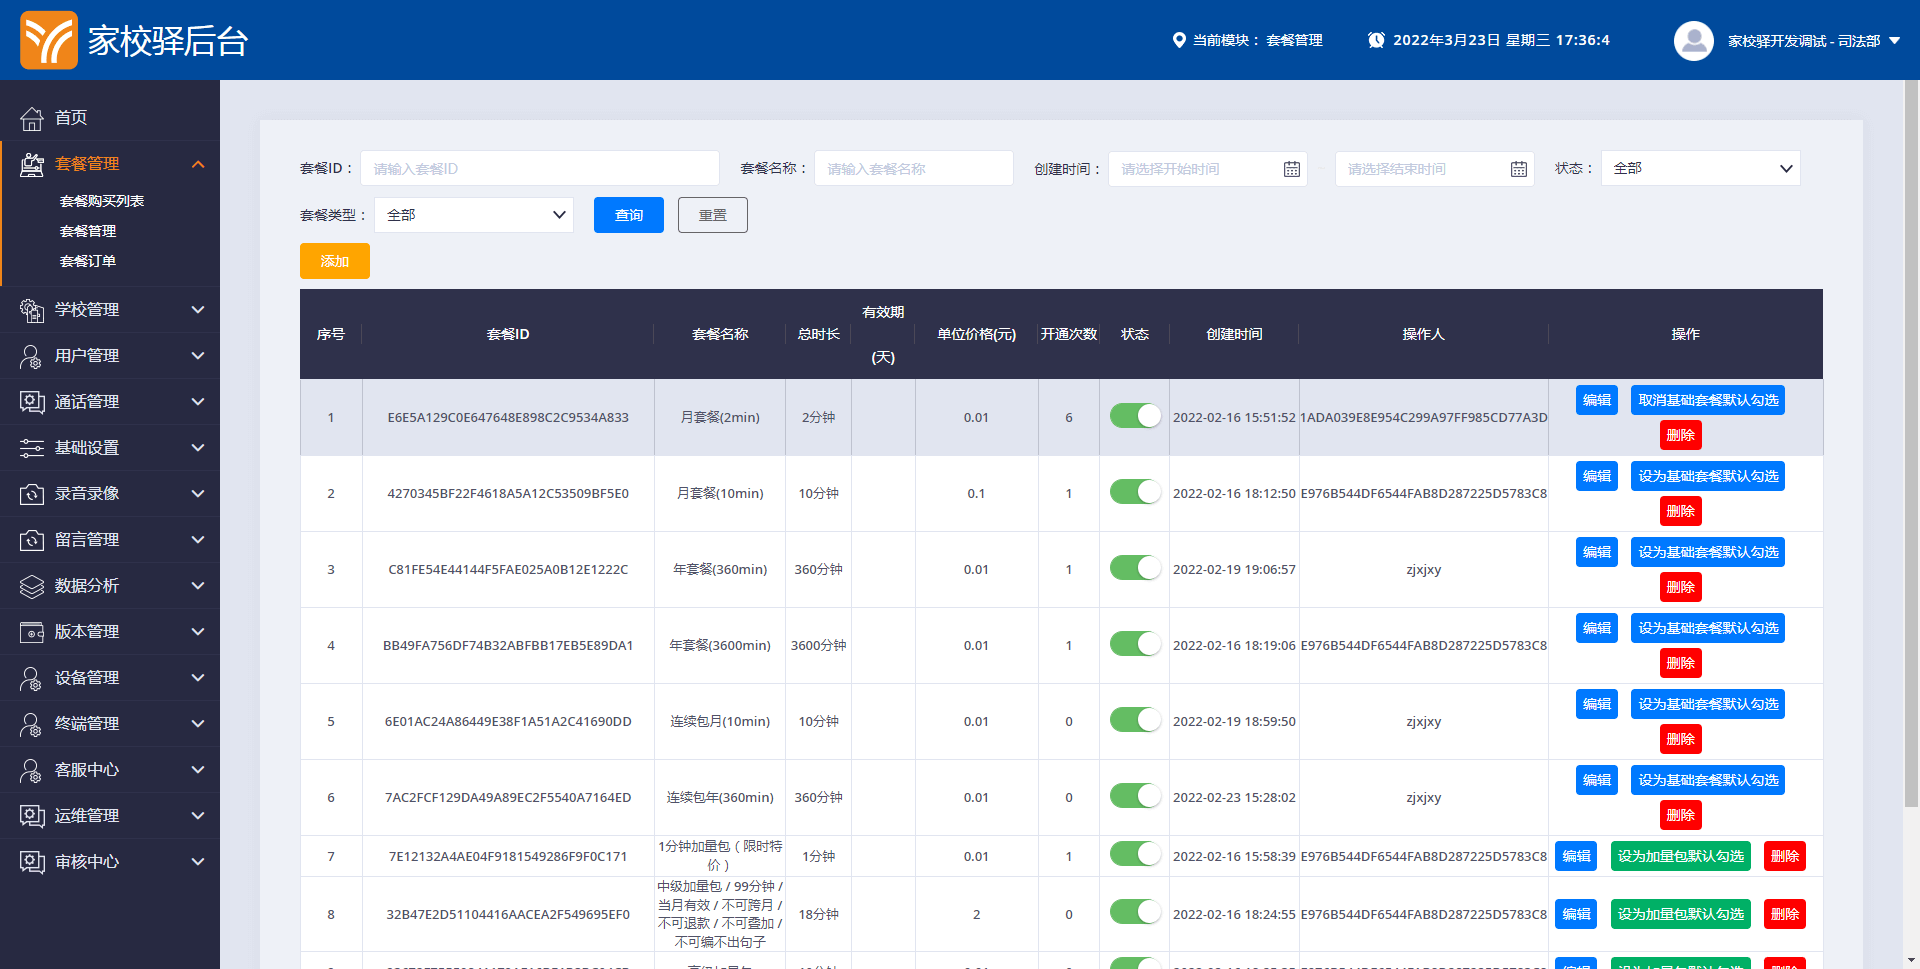 家校驿后台
当前模块： 套餐管理
2022年3月23日 星期三 17:36:4
家校驿开发调试 - 司法部
首页
套餐管理
套餐购买列表
套餐管理
套餐订单
学校管理
用户管理
通话管理
基础设置
录音录像
留言管理
数据分析
版本管理
设备管理
终端管理
客服中心
运维管理
审核中心
套餐ID： 请输入套餐ID 套餐名称： 请输入套餐名称 创建时间： 请选择开始时间 - 请选择结束时间 状态： 全部
套餐类型： 全部 查询 重置
添加
序号 套餐ID 套餐名称 总时长 有效期(天) 单位价格(元) 开通次数 状态 创建时间 操作人 操作
1 E6E5A129C0E647648E898C2C9534A833 月套餐(2min) 2分钟 0.01 6 2022-02-16 15:51:52 1ADA039E8E954C299A97FF985CD77A3D 编辑 取消基础套餐默认勾选 删除
2 4270345BF22F4618A5A12C53509BF5E0 月套餐(10min) 10分钟 0.1 1 2022-02-16 18:12:50 E976B544DF6544FAB8D287225D5783C8 编辑 设为基础套餐默认勾选 删除
3 C81FE54E44144F5FAE025A0B12E1222C 年套餐(360min) 360分钟 0.01 1 2022-02-19 19:06:57 zjxjxy 编辑 设为基础套餐默认勾选 删除
4 BB49FA756DF74B32ABFBB17EB5E89DA1 年套餐(3600min) 3600分钟 0.01 1 2022-02-16 18:19:06 E976B544DF6544FAB8D287225D5783C8 编辑 设为基础套餐默认勾选 删除
5 6E01AC24A86449E38F1A51A2C41690DD 连续包月(10min) 10分钟 0.01 0 2022-02-19 18:59:50 zjxjxy 编辑 设为基础套餐默认勾选 删除
6 7AC2FCF129DA49A89EC2F5540A7164ED 连续包年(360min) 360分钟 0.01 0 2022-02-23 15:28:02 zjxjxy 编辑 设为基础套餐默认勾选 删除
7 7E12132A4AE04F9181549286F9F0C171 1分钟加量包（限时特价） 1分钟 0.01 1 2022-02-16 15:58:39 E976B544DF6544FAB8D287225D5783C8 编辑 设为加量包默认勾选 删除
8 32B47E2D51104416AACEA2F549695EF0 中级加量包 / 99分钟 / 当月有效 / 不可跨月 / 不可退款 / 不可叠加 / 不可编不出句子 18分钟 2 0 2022-02-16 18:24:55 E976B544DF6544FAB8D287225D5783C8 编辑 设为加量包默认勾选 删除